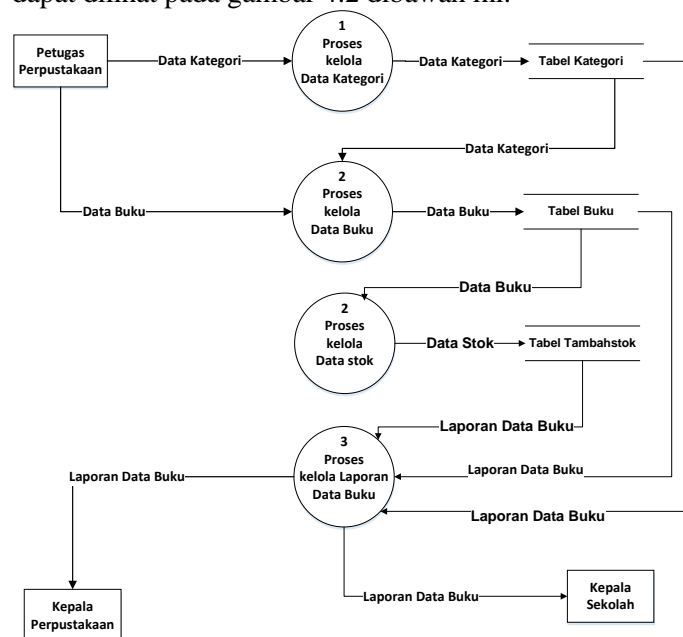 dapat dilihat pada gambar 4.2 dibawah ini.
Petugas
Perpustakaan
Data Kategori
1
Proses
kelola
Data Kategori
Data Kategori
Tabel Kategori
Data Kategori
Data Buku
2
Proses
kelola
Data Buku
Data Buku
Tabel Buku
Data Buku
2
Proses
kelola
Data stok
Data Stok
Tabel Tambahstok
Laporan Data Buku
3
Proses
kelola Laporan
Data Buku
Laporan Data Buku
Laporan Data Buku
Laporan Data Buku
Laporan Data Buku
Kepala
Sekolah
Kepala
Perpustakaan